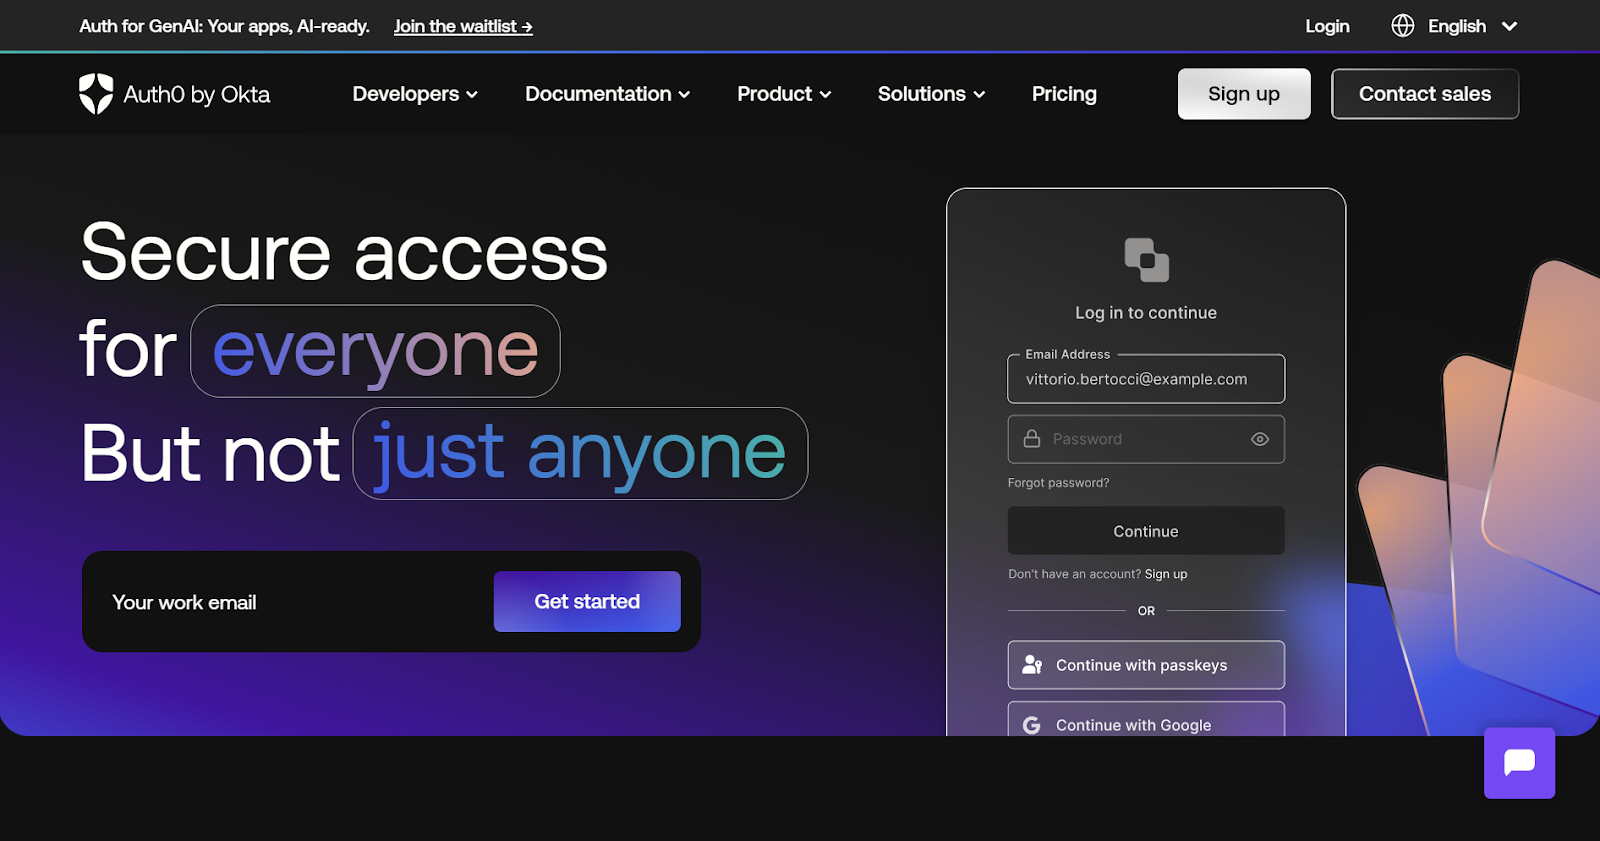 Auth for GenAI: Your apps, AI-ready. Join the waitlist → Login English
Auth0 by Okta Developers Documentation Product Solutions Pricing Sign up Contact sales
Secure access
for everyone
But not just anyone
Your work email Get started
Log in to continue
Email Address
vittorio.bertocci@example.com
Password
Forgot password?
Continue
Don't have an account? Sign up
OR
Continue with passkeys
Continue with Google